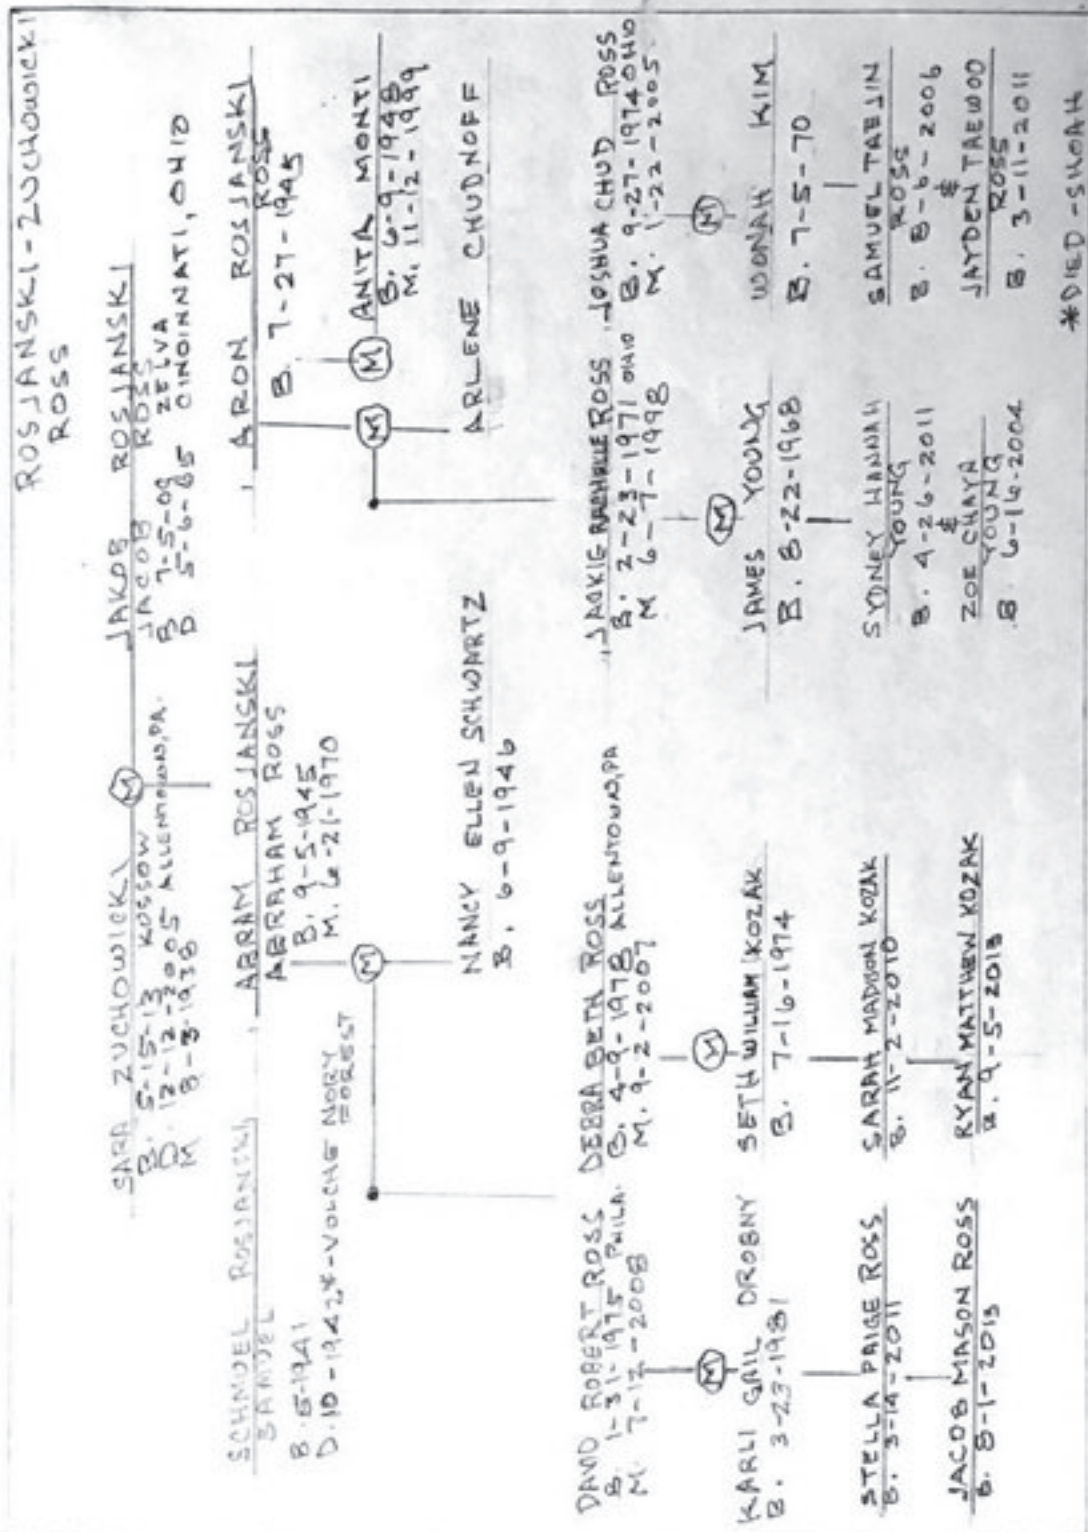 ROSJANSKI-ZUCHOWICKI
ROSS
SARA ZUCHOWICKI
B. 5-15-13 KOSSOW
D. 12-12-2005 ALLENTOWN, PA.
M 8-3-1938
M
JAKOB ROSJANSKI
JACOB ROSS
B 7-5-09 ZELVA
D 5-6-85 CINCINNATI, OHIO
SCHMUEL ROSJANSKI
SAMUEL
B. 5-1941
D. 10-1942*-VOLCHE NORY
FOREST
ABRAM ROSJANSKI
ABRAHAM ROSS
B. 9-5-1945
M. 6-21-1970
M
NANCY ELLEN SCHWARTZ
B. 6-9-1946
ARON ROSJANSKI
ROSS
B. 7-27-1945
M
M
ANITA MONTI
B. 6-9-1948
M. 11-12-1999
ARLENE CHUDNOFF
DAVID ROBERT ROSS
B. 1-31-1975 PHILA.
M. 7-12-2008
M
KARLI GAIL DROBNY
B. 3-23-1981
STELLA PAIGE ROSS
B. 3-14-2011
JACOB MASON ROSS
B. 8-1-2013
DEBRA BETH ROSS
B. 4-9-1978 ALLENTOWN, PA
M. 9-2-2007
M
SETH WILLIAM KOZAK
B. 7-16-1974
SARAH MADISON KOZAK
B. 11-2-2010
RYAN MATTHEW KOZAK
B. 9-5-2013
ROSS
B. 2-23-1971 OHIO
M 6-7-1998
M
JAMES YOUNG
B. 8-22-1968
SYDNEY HANNAH
YOUNG
B. 4-26-2011
&
ZOE CHAYA
YOUNG
B. 6-16-2004
JOSHUA CHUD ROSS
B. 9-27-1974 OHIO
M. 1-22-2005
M
WOONAH KIM
B. 7-5-70
SAMUEL TAEJIN
ROSS
B. 8-6-2006
&
JAYDEN TAEWOO
ROSS
B. 3-11-2011
*DIED-SHOAH